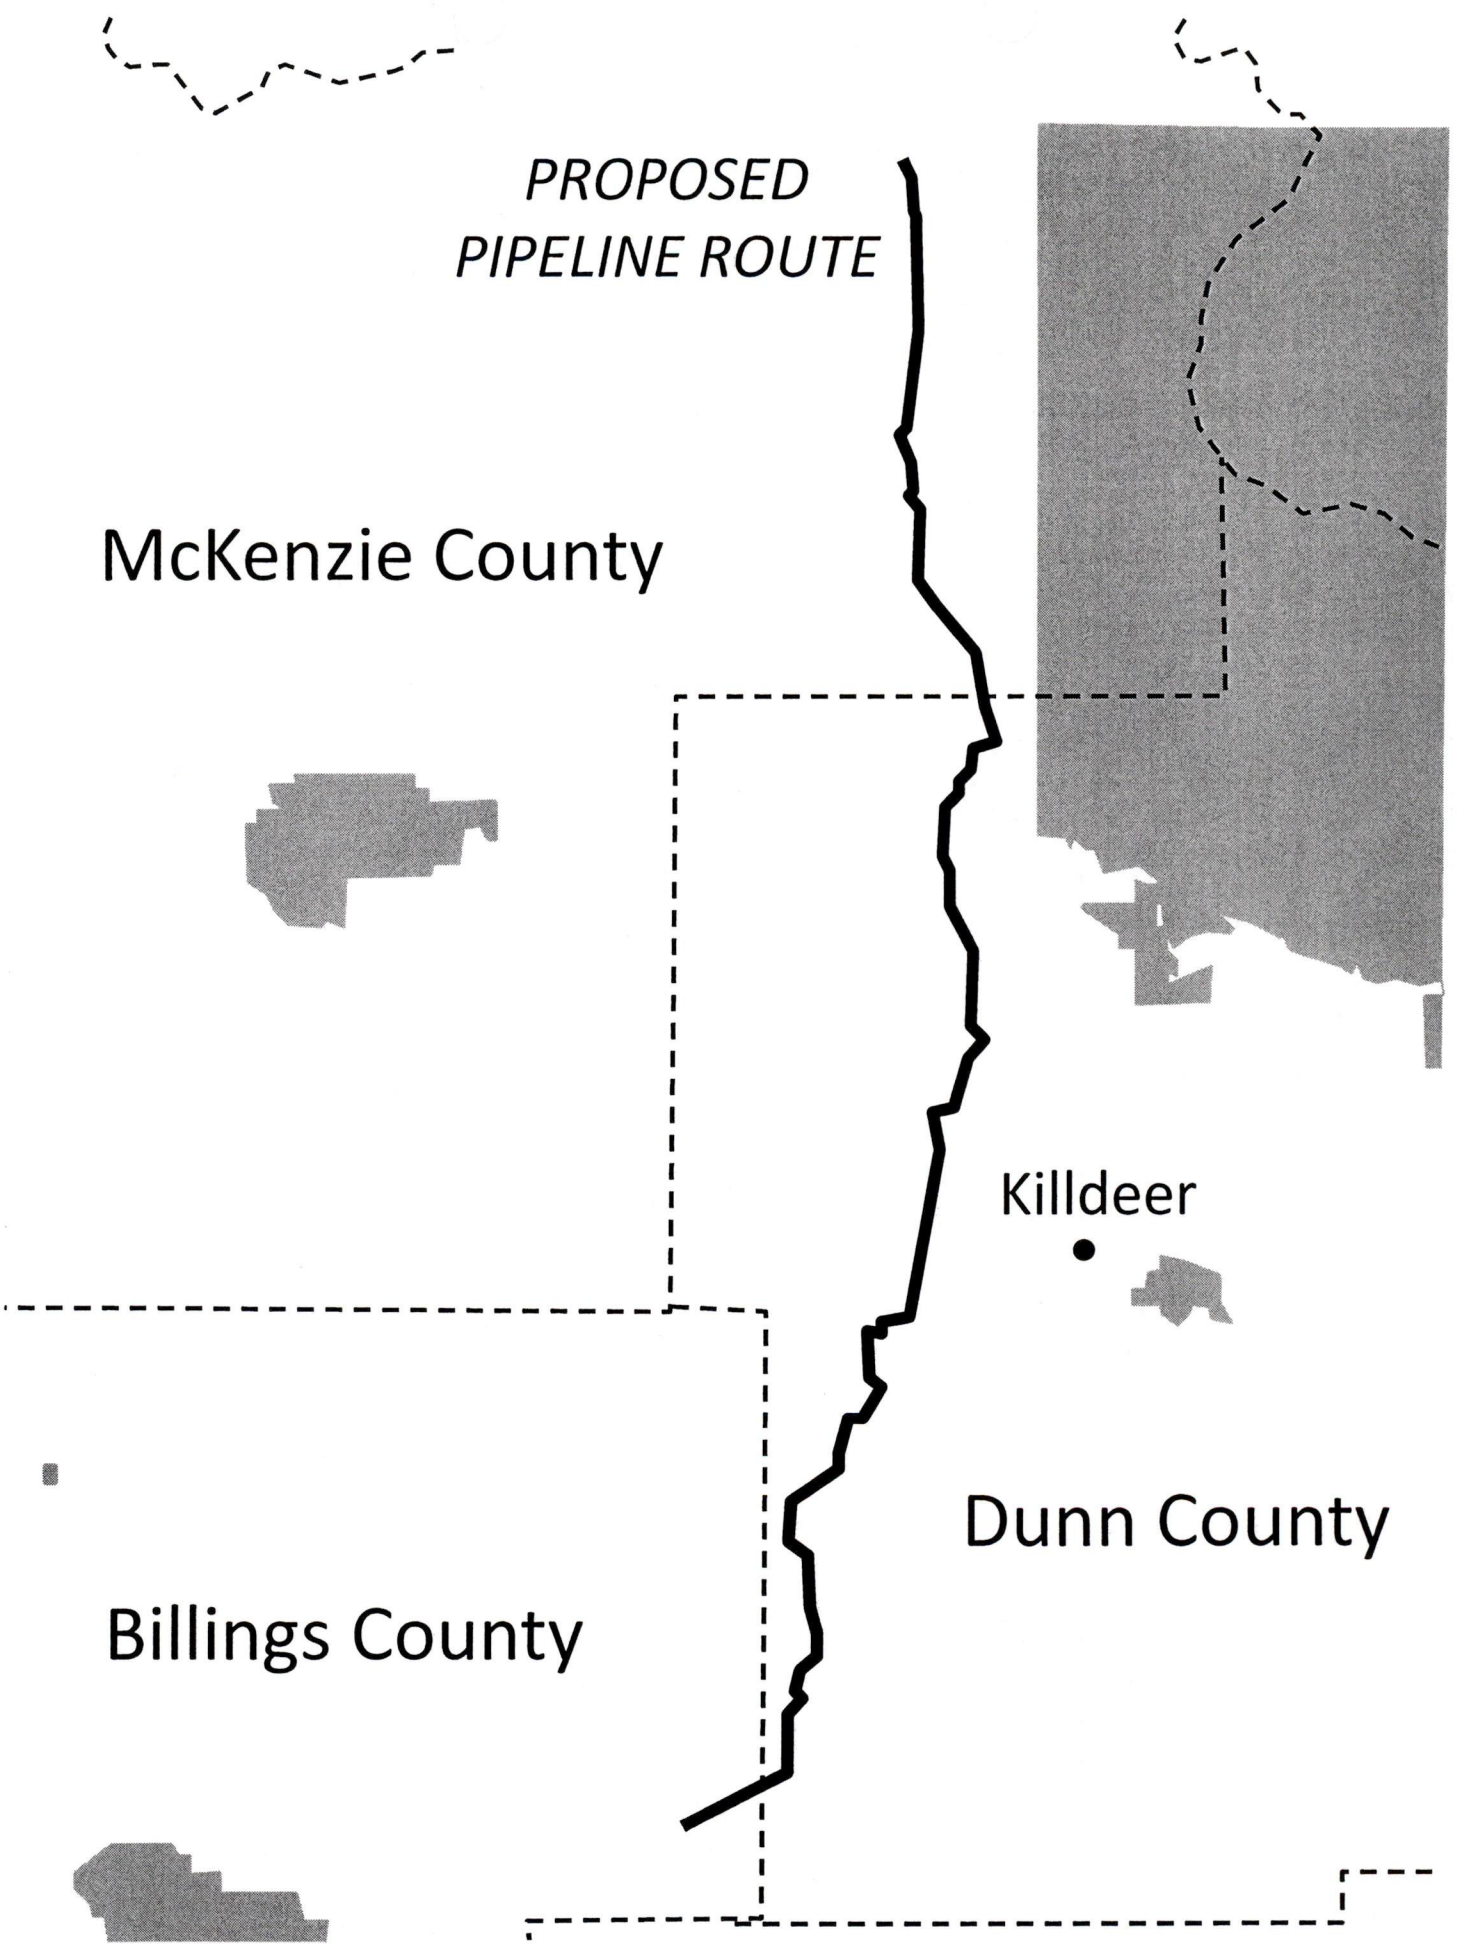 PROPOSED
PIPELINE ROUTE
McKenzie County
Killdeer
Dunn County
Billings County